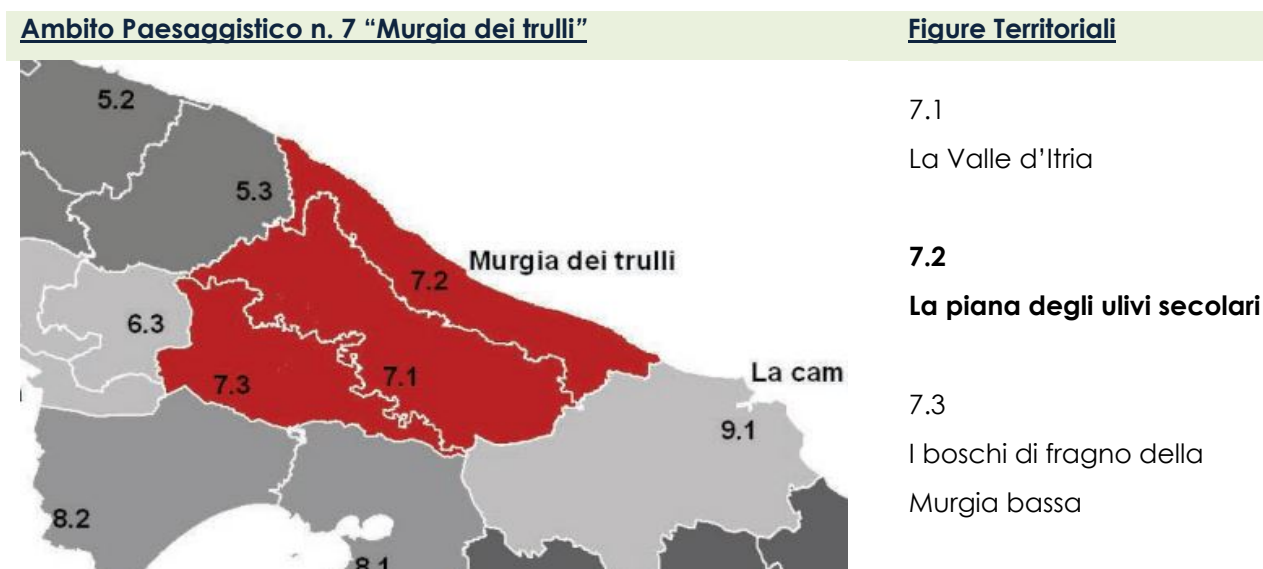 Ambito Paesaggistico n. 7 “Murgia dei trulli”
Figure Territoriali
5.2
5.3
Murgia dei trulli
7.2
6.3
7.3
7.1
La cam
9.1
8.2
8.1
7.1
La Valle d’Itria
7.2
La piana degli ulivi secolari
7.3
I boschi di fragno della
Murgia bassa